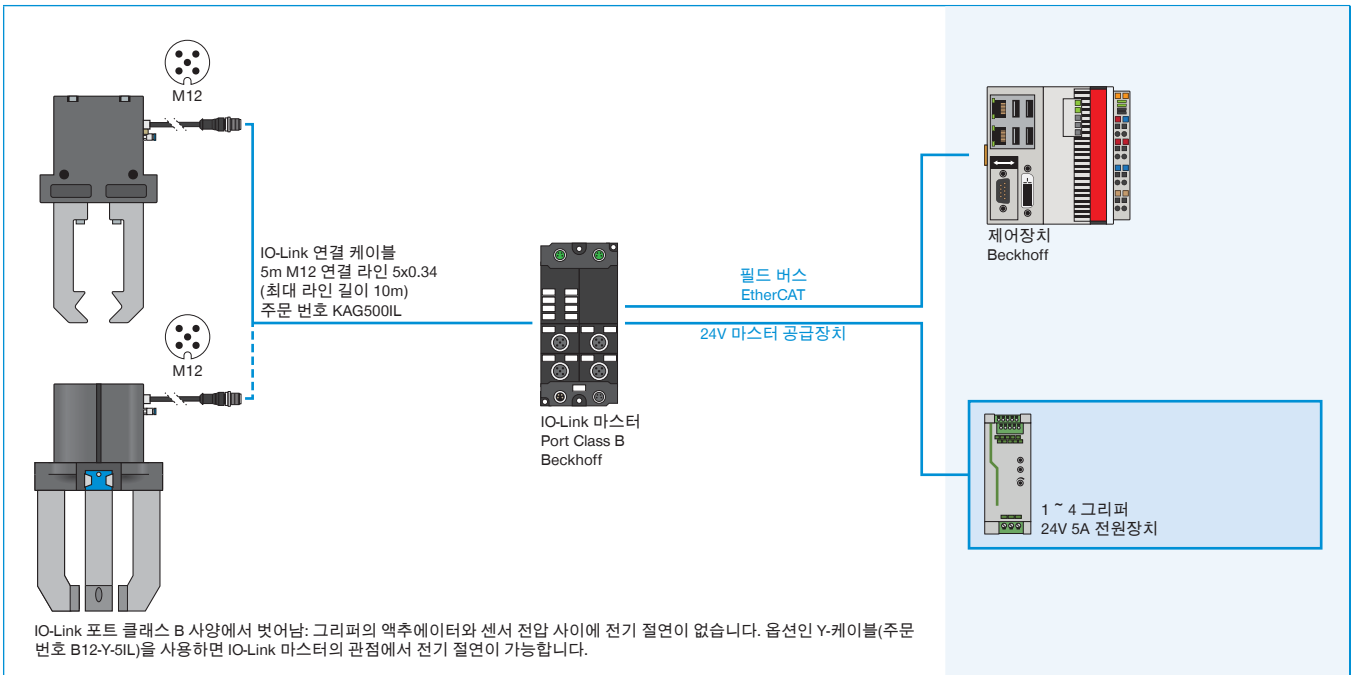 M12
IO-Link 연결 케이블
5m M12 연결 라인 5x0.34
(최대 라인 길이 10m)
주문 번호 KAG500IL
M12
IO-Link 마스터
Port Class B
Beckhoff
필드 버스
EtherCAT
24V 마스터 공급장치
제어장치
Beckhoff
1 ~ 4 그리퍼
24V 5A 전원장치
IO-Link 포트 클래스 B 사양에서 벗어남: 그리퍼의 액추에이터와 센서 전압 사이에 전기 절연이 없습니다. 옵션인 Y-케이블(주문
번호 B12-Y-5IL)을 사용하면 IO-Link 마스터의 관점에서 전기 절연이 가능합니다.